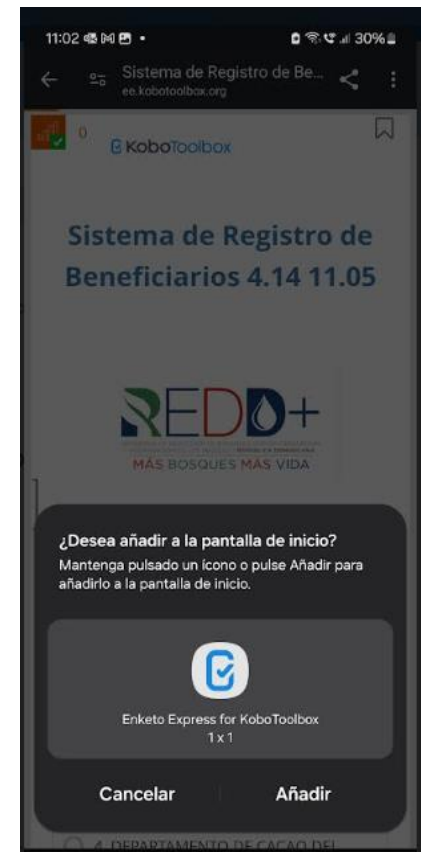 11:02
30%
Sistema de Registro de Be...
ee.kobotoolbox.org
0
KoboToolbox
Sistema de Registro de
Beneficiarios 4.14 11.05
REDD+
MÁS BOSQUES MÁS VIDA
¿Desea añadir a la pantalla de inicio?
Mantenga pulsado un ícono o pulse Añadir para
añadirlo a la pantalla de inicio.
Enketo Express for KoboToolbox
1 x 1
Cancelar
Añadir
4. DEPARTAMENTO DE CACAO DEL